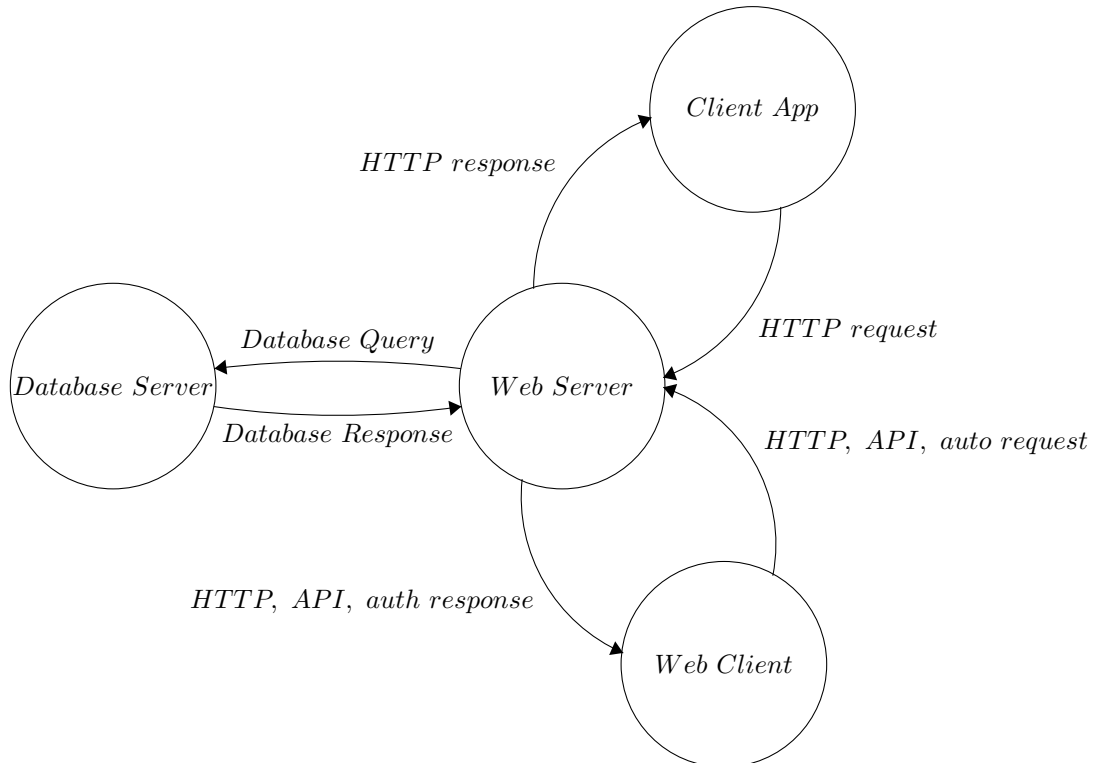 Client App
HTTP response
HTTP request
Database Query
Database Server
Web Server
Database Response
HTTP, API, auto request
HTTP, API, auth response
Web Client